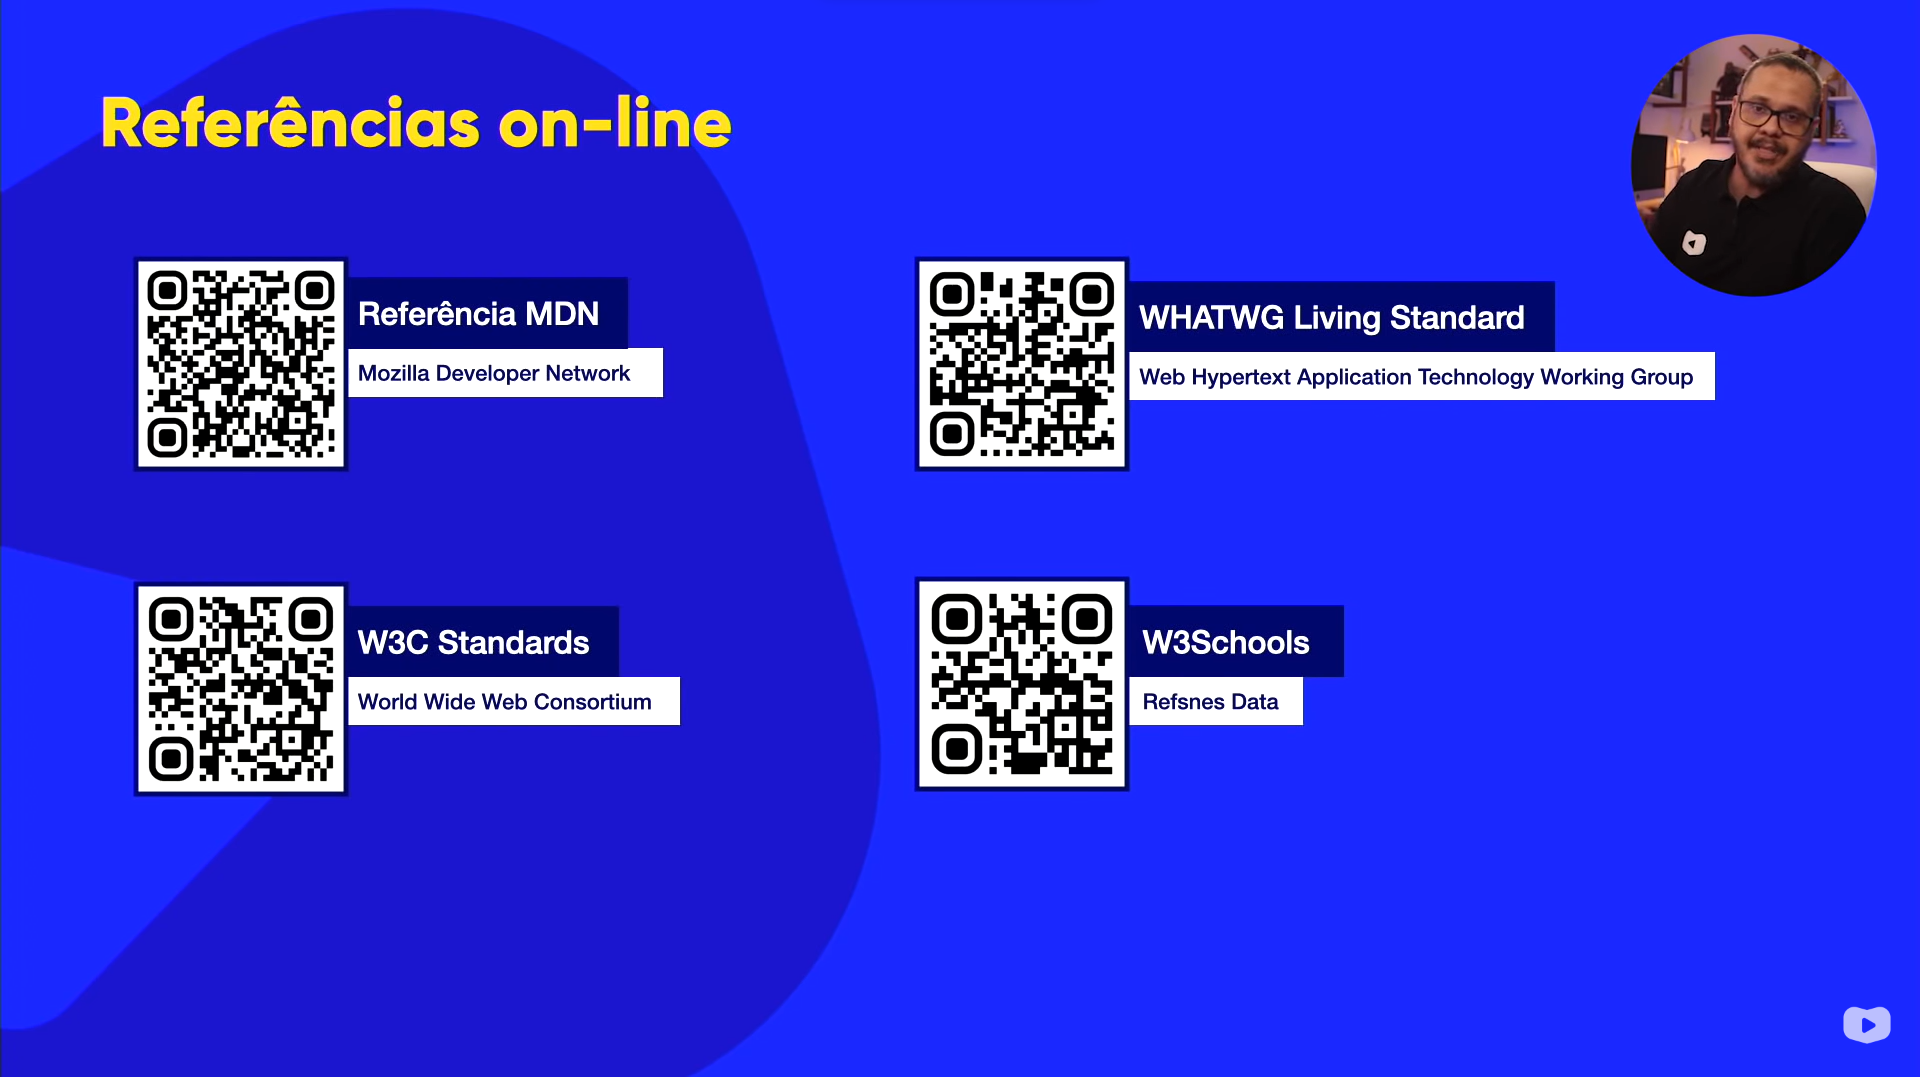 Referências on-line
Referência MDN
Mozilla Developer Network
WHATWG Living Standard
Web Hypertext Application Technology Working Group
W3C Standards
World Wide Web Consortium
W3Schools
Refsnes Data